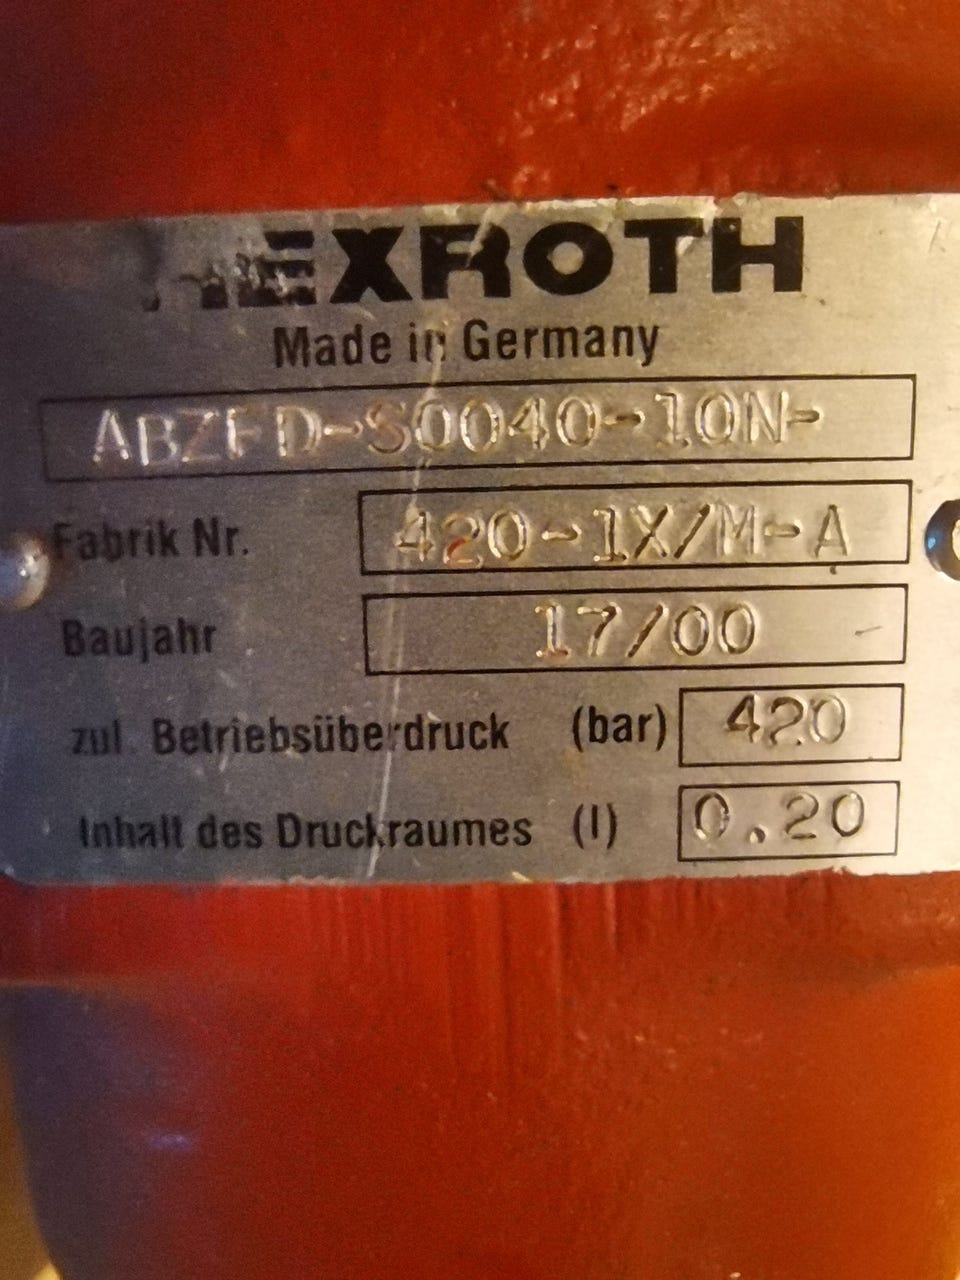 REXROTH
Made in Germany
ABZFD-S0040-10N-
Fabrik Nr. 420-1X/M-A
Baujahr 17/00
zul. Betriebsüberdruck (bar) 420
Inhalt des Druckraumes (l) 0.20